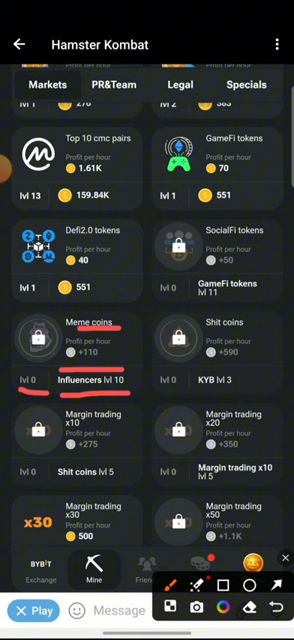 Hamster Kombat
Markets PR&Team Legal Specials
lvl 1 270 lvl 2 383
Top 10 cmc pairs
Profit per hour
1.61K
lvl 13 159.84K
GameFi tokens
Profit per hour
70
lvl 1 551
Defi2.0 tokens
Profit per hour
40
lvl 1 551
SocialFi tokens
Profit per hour
+50
lvl 0 GameFi tokens
lvl 11
Meme coins
Profit per hour
+110
lvl 0 Influencers lvl 10
Shit coins
Profit per hour
+590
lvl 0 KYB lvl 3
Margin trading
x10
Profit per hour
+275
lvl 0 Shit coins lvl 5
Margin trading
x20
Profit per hour
+350
lvl 0 Margin trading x10
lvl 5
x30
Margin trading
x30
Profit per hour
500
Margin trading
x50
Profit per hour
+1.1K
BYBIT
Exchange
Mine
Play
Message